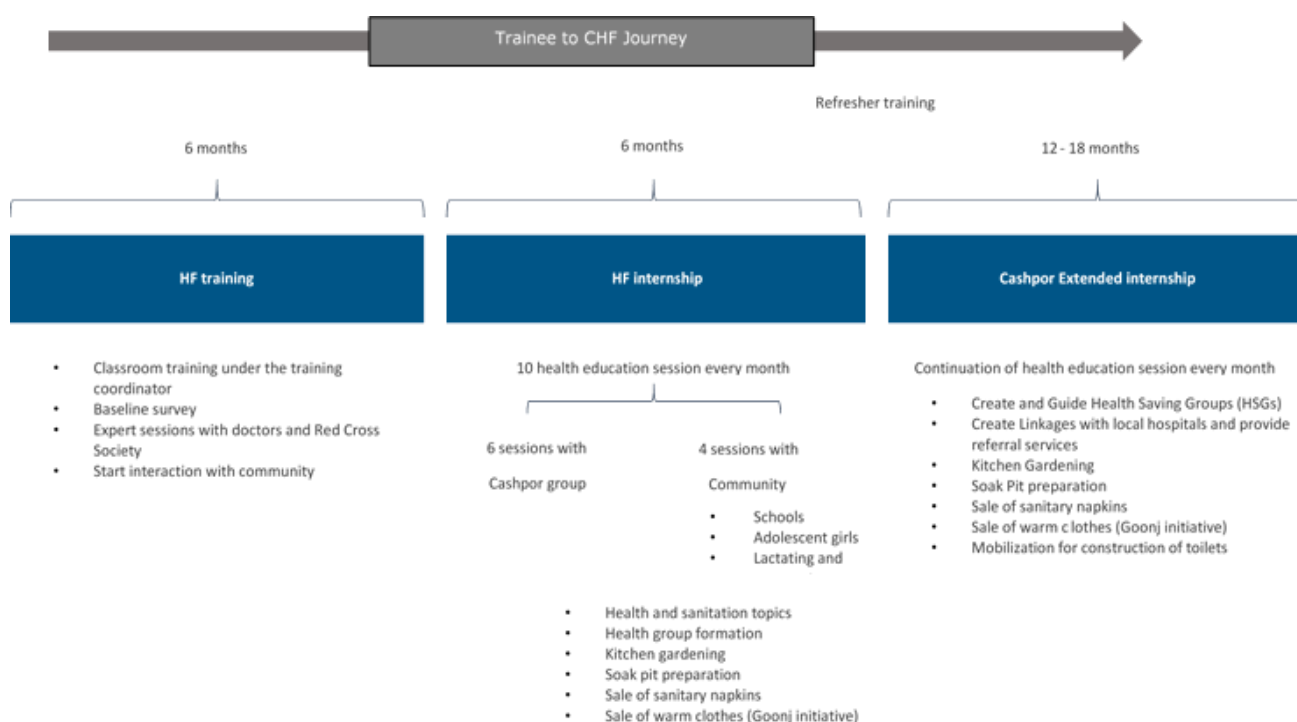 Trainee to CHF Journey
Refresher training
6 months
6 months
12 - 18 months
HF training
HF internship
Cashpor Extended internship
• Classroom training under the training
coordinator
• Baseline survey
• Expert sessions with doctors and Red Cross
Society
• Start interaction with community
10 health education session every month
6 sessions with
Cashpor group
4 sessions with
Community
• Schools
• Adolescent girls
• Lactating and
• Health and sanitation topics
• Health group formation
• Kitchen gardening
• Soak pit preparation
• Sale of sanitary napkins
• Sale of warm clothes (Goonj initiative)
Continuation of health education session every month
• Create and Guide Health Saving Groups (HSGs)
• Create Linkages with local hospitals and provide
referral services
• Kitchen Gardening
• Soak Pit preparation
• Sale of sanitary napkins
• Sale of warm clothes (Goonj initiative)
• Mobilization for construction of toilets